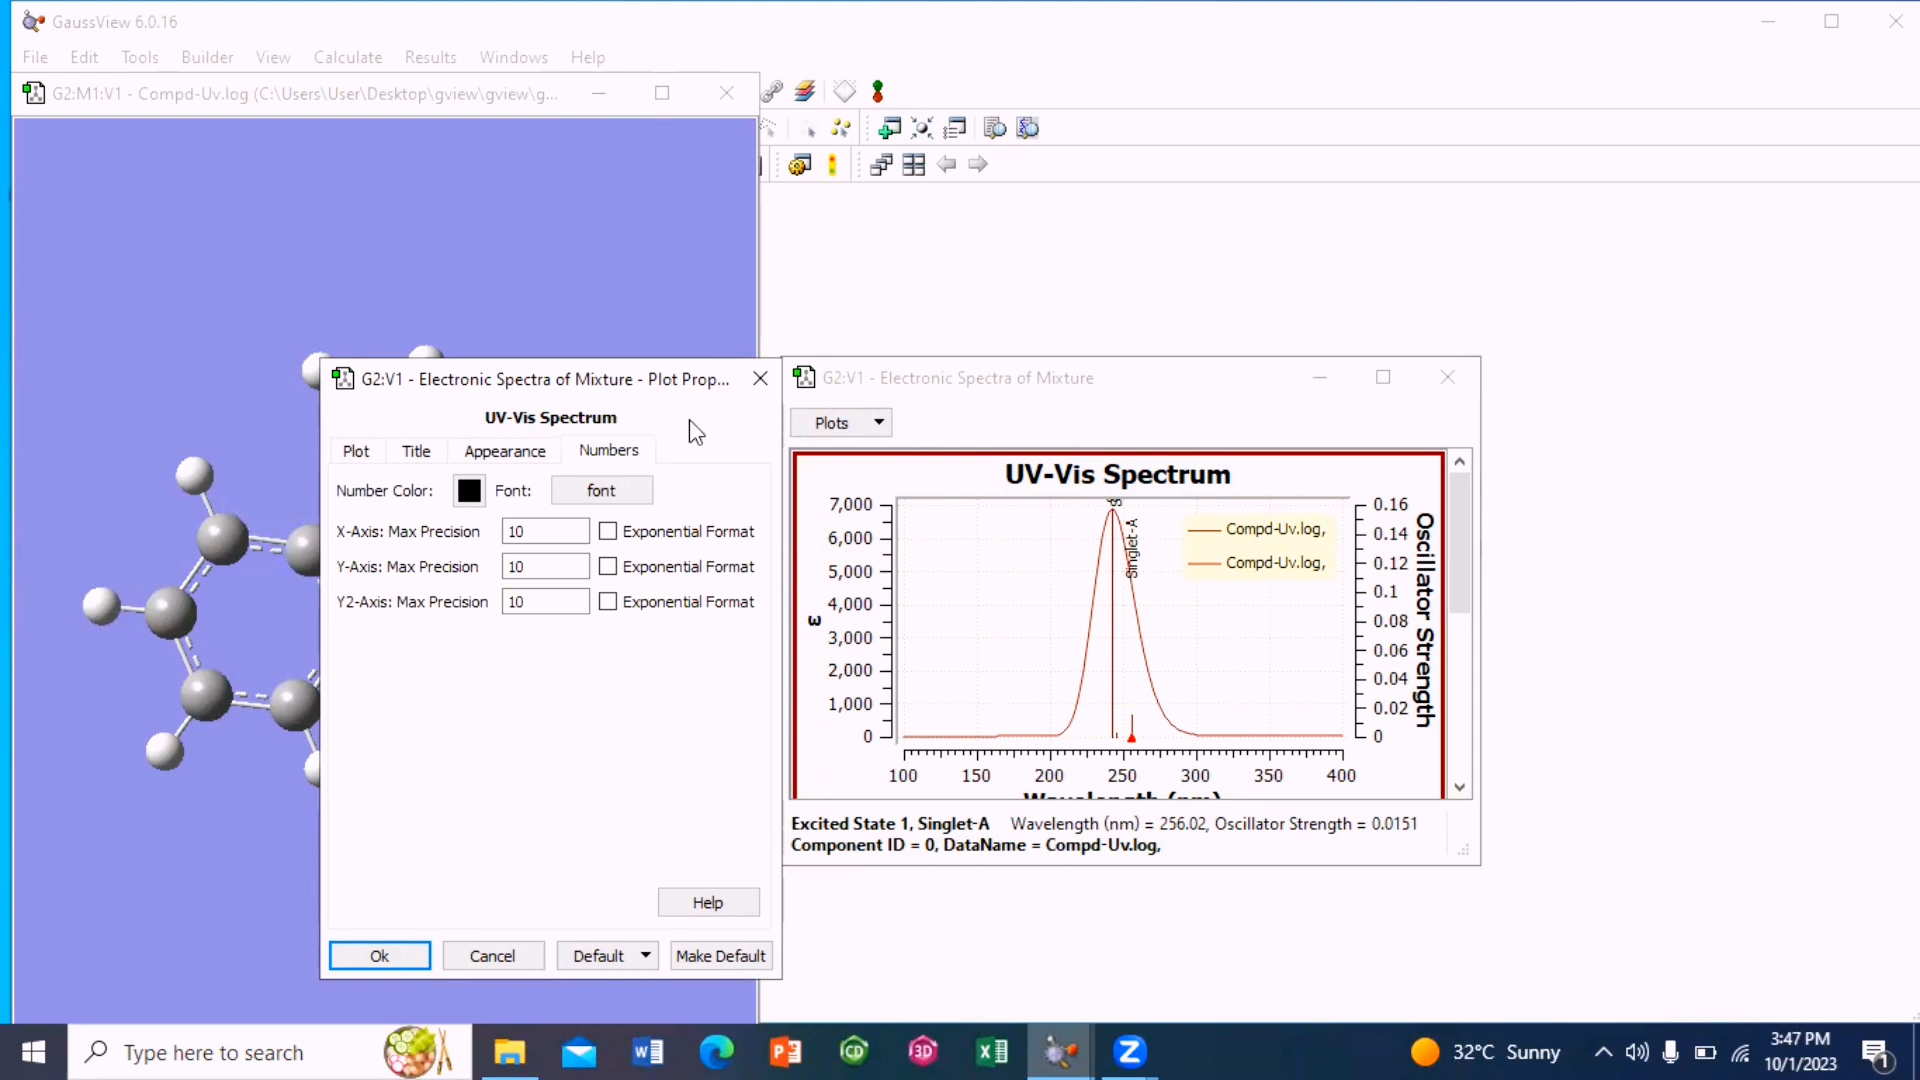 GaussView 6.0.16
File Edit Tools Builder View Calculate Results Windows Help
G2:M1:V1 - Compd-Uv.log (C:\Users\User\Desktop\gview\gview\g...
G2:V1 - Electronic Spectra of Mixture - Plot Prop...
UV-Vis Spectrum
Plot Title Appearance Numbers
Number Color: Font: font
X-Axis: Max Precision 10 Exponential Format
Y-Axis: Max Precision 10 Exponential Format
Y2-Axis: Max Precision 10 Exponential Format
Help
Ok Cancel Default Make Default
G2:V1 - Electronic Spectra of Mixture
Plots
UV-Vis Spectrum
7,000
6,000
5,000
4,000
3,000
2,000
1,000
0
ε
Singlet-A
Compd-Uv.log,
Compd-Uv.log,
0.16
0.14
0.12
0.1
0.08
0.06
0.04
0.02
0
Oscillator Strength
100 150 200 250 300 350 400
Wavelength (nm)
Excited State 1, Singlet-A Wavelength (nm) = 256.02, Oscillator Strength = 0.0151
Component ID = 0, DataName = Compd-Uv.log,
Type here to search
32°C Sunny
3:47 PM
10/1/2023
1